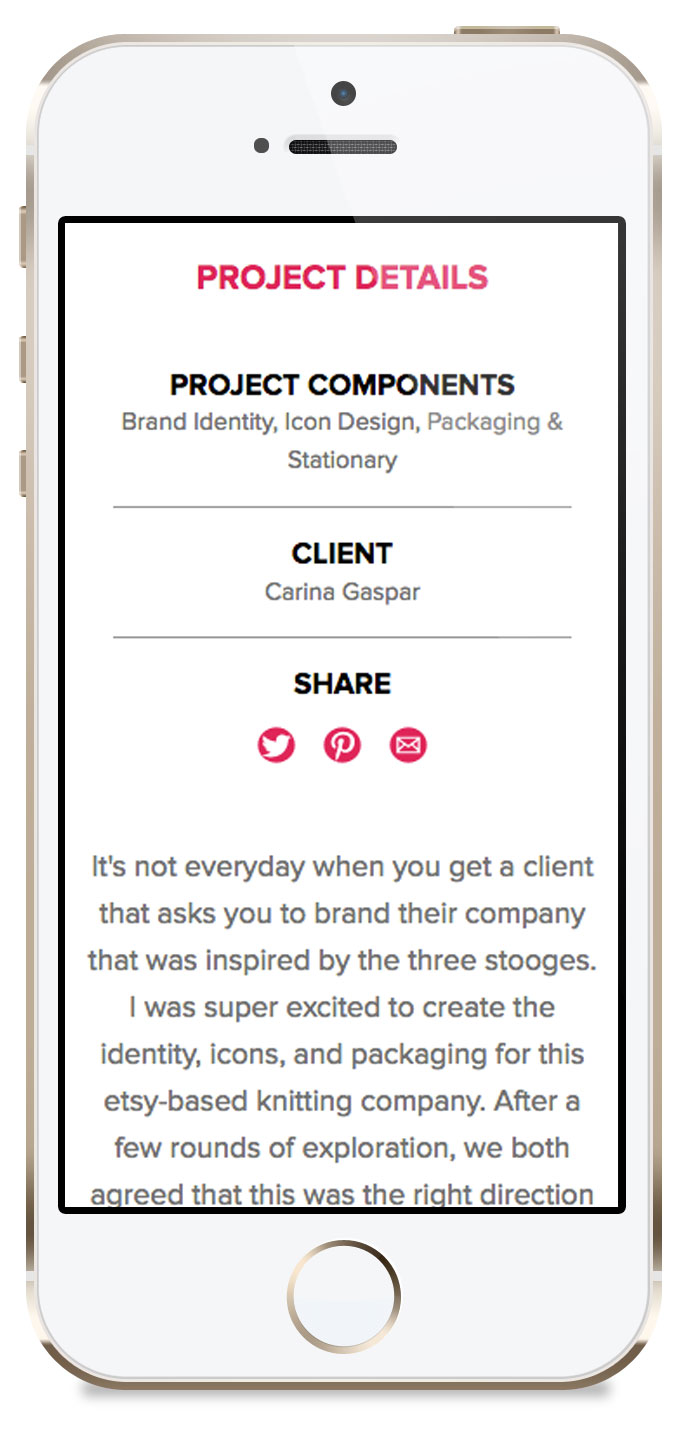 PROJECT DETAILS
PROJECT COMPONENTS
Brand Identity, Icon Design, Packaging &
Stationary
CLIENT
Carina Gaspar
SHARE
It's not everyday when you get a client
that asks you to brand their company
that was inspired by the three stooges.
I was super excited to create the
identity, icons, and packaging for this
etsy-based knitting company. After a
few rounds of exploration, we both
agreed that this was the right direction